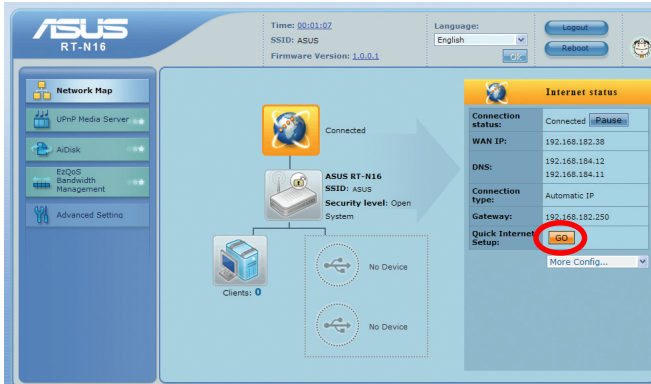 ASUS
RT-N16
Time: 00:01:07
SSID: ASUS
Firmware Version: 1.0.0.1
Language:
English
OK
Logout
Reboot
Network Map
UPnP Media Server
AiDisk
EzQoS
Bandwidth
Management
Advanced Setting
Connected
ASUS RT-N16
SSID: ASUS
Security level: Open
System
Clients: 0
No Device
No Device
Internet status
Connection
status:
Connected Pause
WAN IP: 192.168.182.38
DNS:
192.168.184.12
192.168.184.11
Connection
type:
Automatic IP
Gateway: 192.168.182.250
Quick Internet
Setup:
GO
More Config...